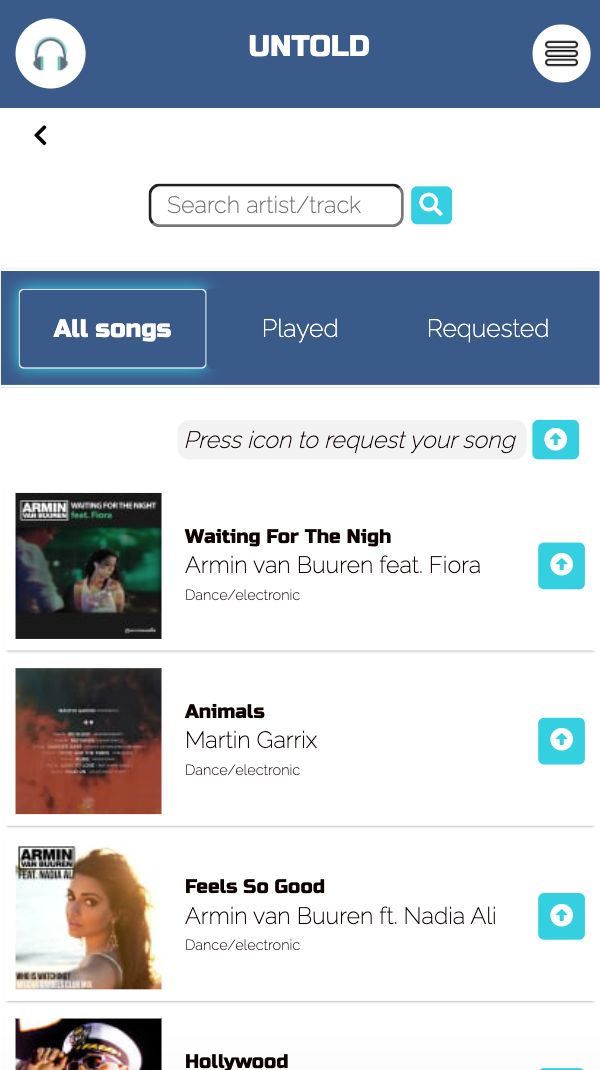 UNTOLD
Search artist/track
All songs
Played
Requested
Press icon to request your song
ARMIN
VAN BUUREN
WAITING FOR THE NIGHT
feat. Fiora
Waiting For The Nigh
Armin van Buuren feat. Fiora
Dance/electronic
Animals
Martin Garrix
Dance/electronic
ARMIN
VAN BUUREN
FEAT. NADIA ALI
Feels So Good
Armin van Buuren ft. Nadia Ali
Dance/electronic
Hollywood